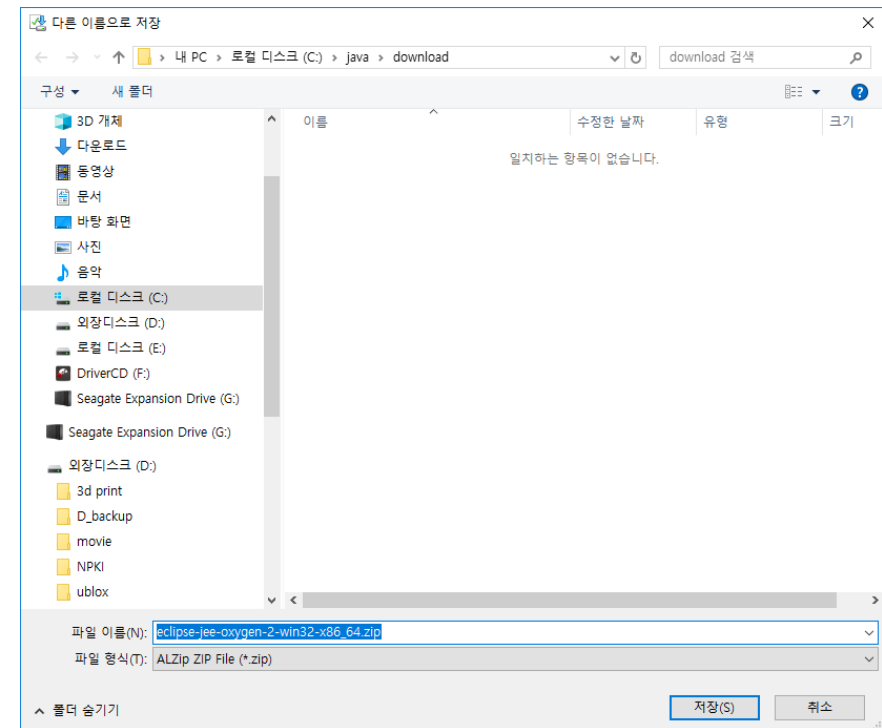 다른 이름으로 저장
내 PC > 로컬 디스크 (C:) > java > download
download 검색
구성
새 폴더
3D 개체
다운로드
동영상
문서
바탕 화면
사진
음악
로컬 디스크 (C:)
외장디스크 (D:)
로컬 디스크 (E:)
DriverCD (F:)
Seagate Expansion Drive (G:)
Seagate Expansion Drive (G:)
외장디스크 (D:)
3d print
D_backup
movie
NPKI
ublox
이름 수정한 날짜 유형 크기
일치하는 항목이 없습니다.
파일 이름(N): eclipse-jee-oxygen-2-win32-x86_64.zip
파일 형식(T): ALZip ZIP File (*.zip)
폴더 숨기기
저장(S)
취소